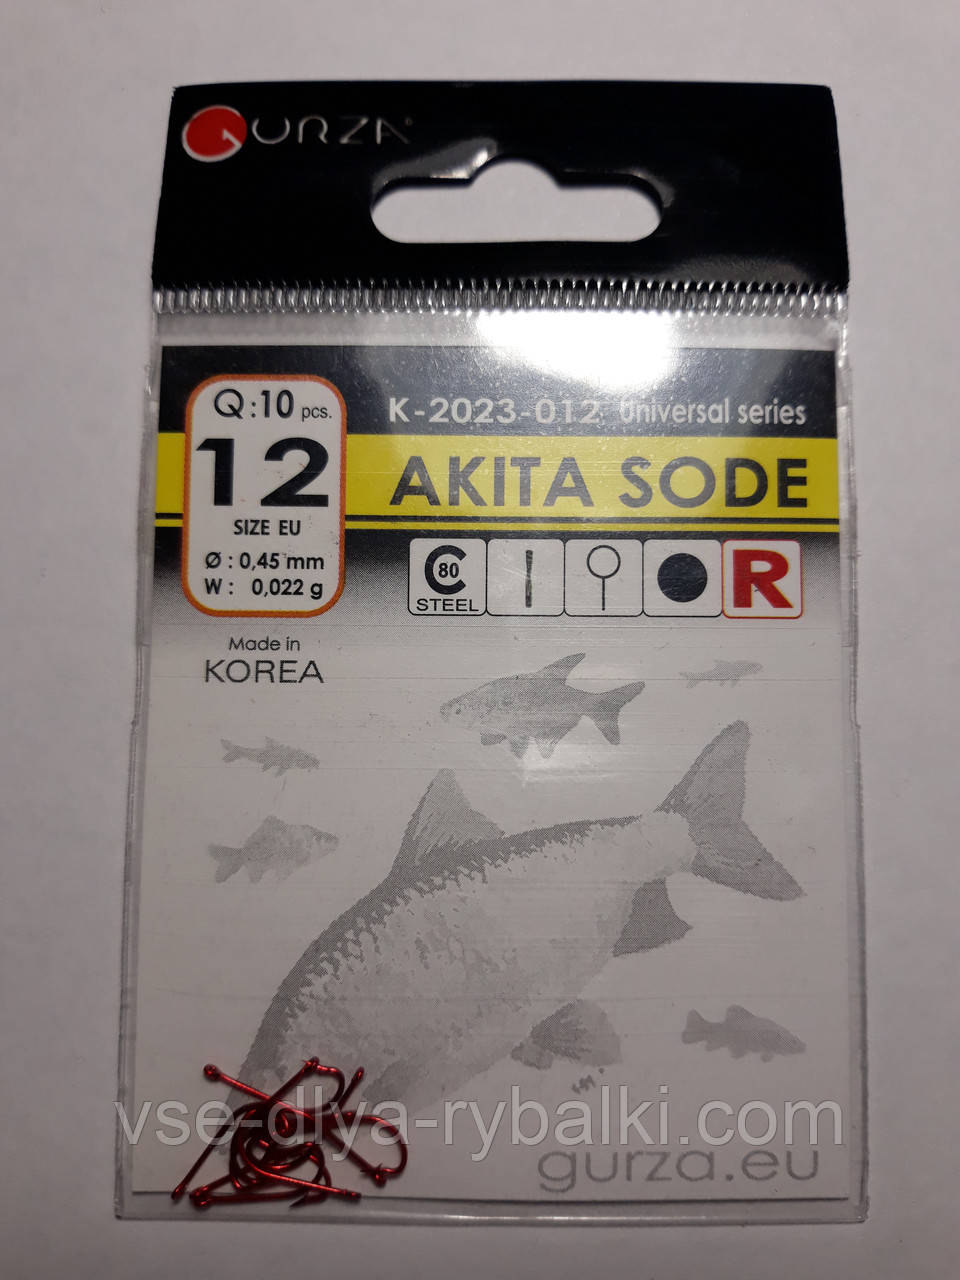 GURZA
Q:10 pcs.
12
SIZE EU
Ø : 0,45 mm
W : 0,022 g
K-2023-012 Universal series
AKITA SODE
C 80
STEEL
R
Made in
KOREA
vse-dlya-rybalki.com
gurza.eu